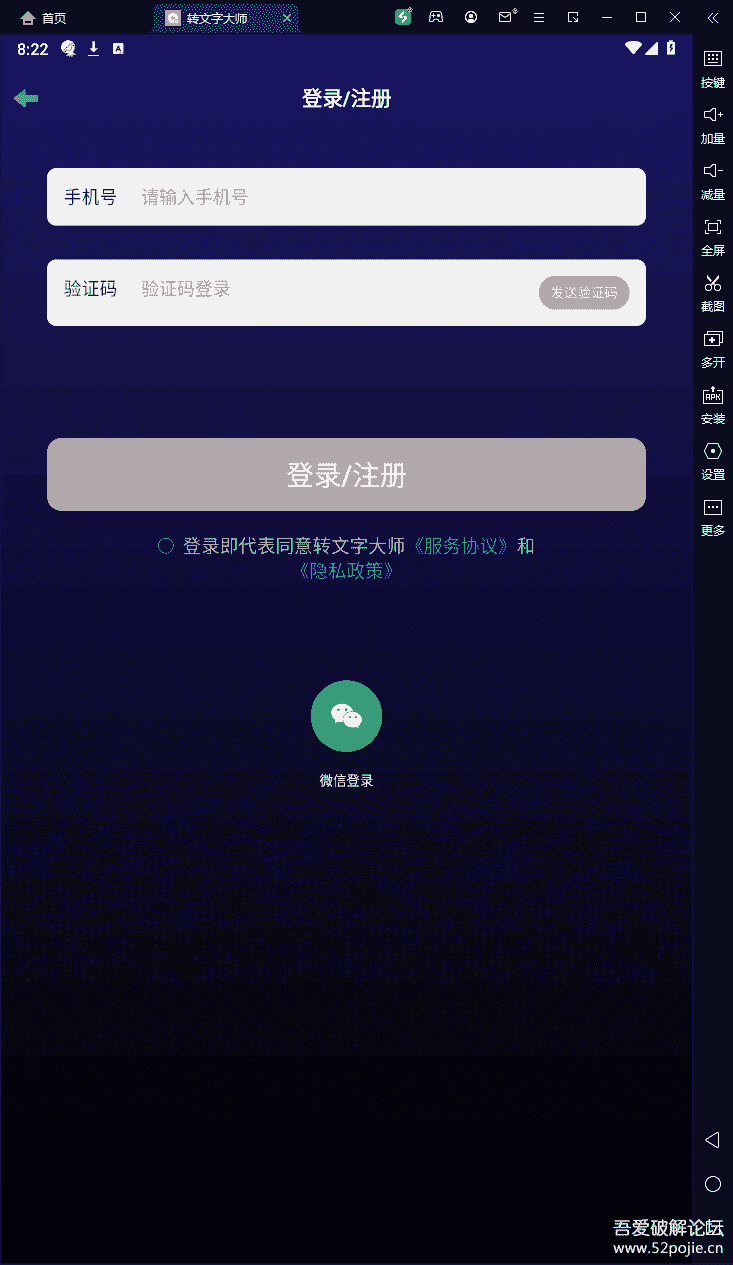 首页
转文字大师
8:22
A
登录/注册
手机号 请输入手机号
验证码 验证码登录 发送验证码
登录/注册
登录即代表同意转文字大师《服务协议》和
《隐私政策》
微信登录
按键
加量
减量
全屏
截图
多开
APK
安装
设置
更多
吾爱破解论坛
www.52pojie.cn